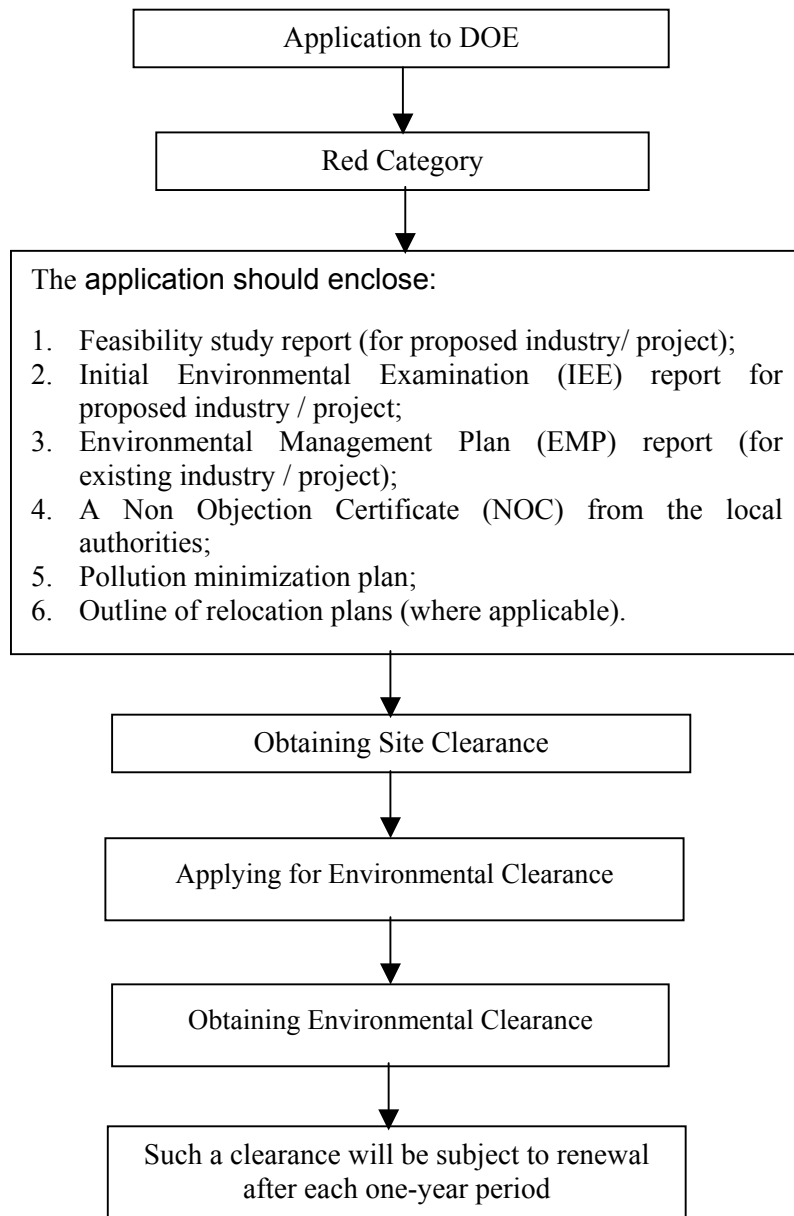 Application to DOE
Red Category
The application should enclose:
1. Feasibility study report (for proposed industry/ project);
2. Initial Environmental Examination (IEE) report for
proposed industry / project;
3. Environmental Management Plan (EMP) report (for
existing industry / project);
4. A Non Objection Certificate (NOC) from the local
authorities;
5. Pollution minimization plan;
6. Outline of relocation plans (where applicable).
Obtaining Site Clearance
Applying for Environmental Clearance
Obtaining Environmental Clearance
Such a clearance will be subject to renewal
after each one-year period